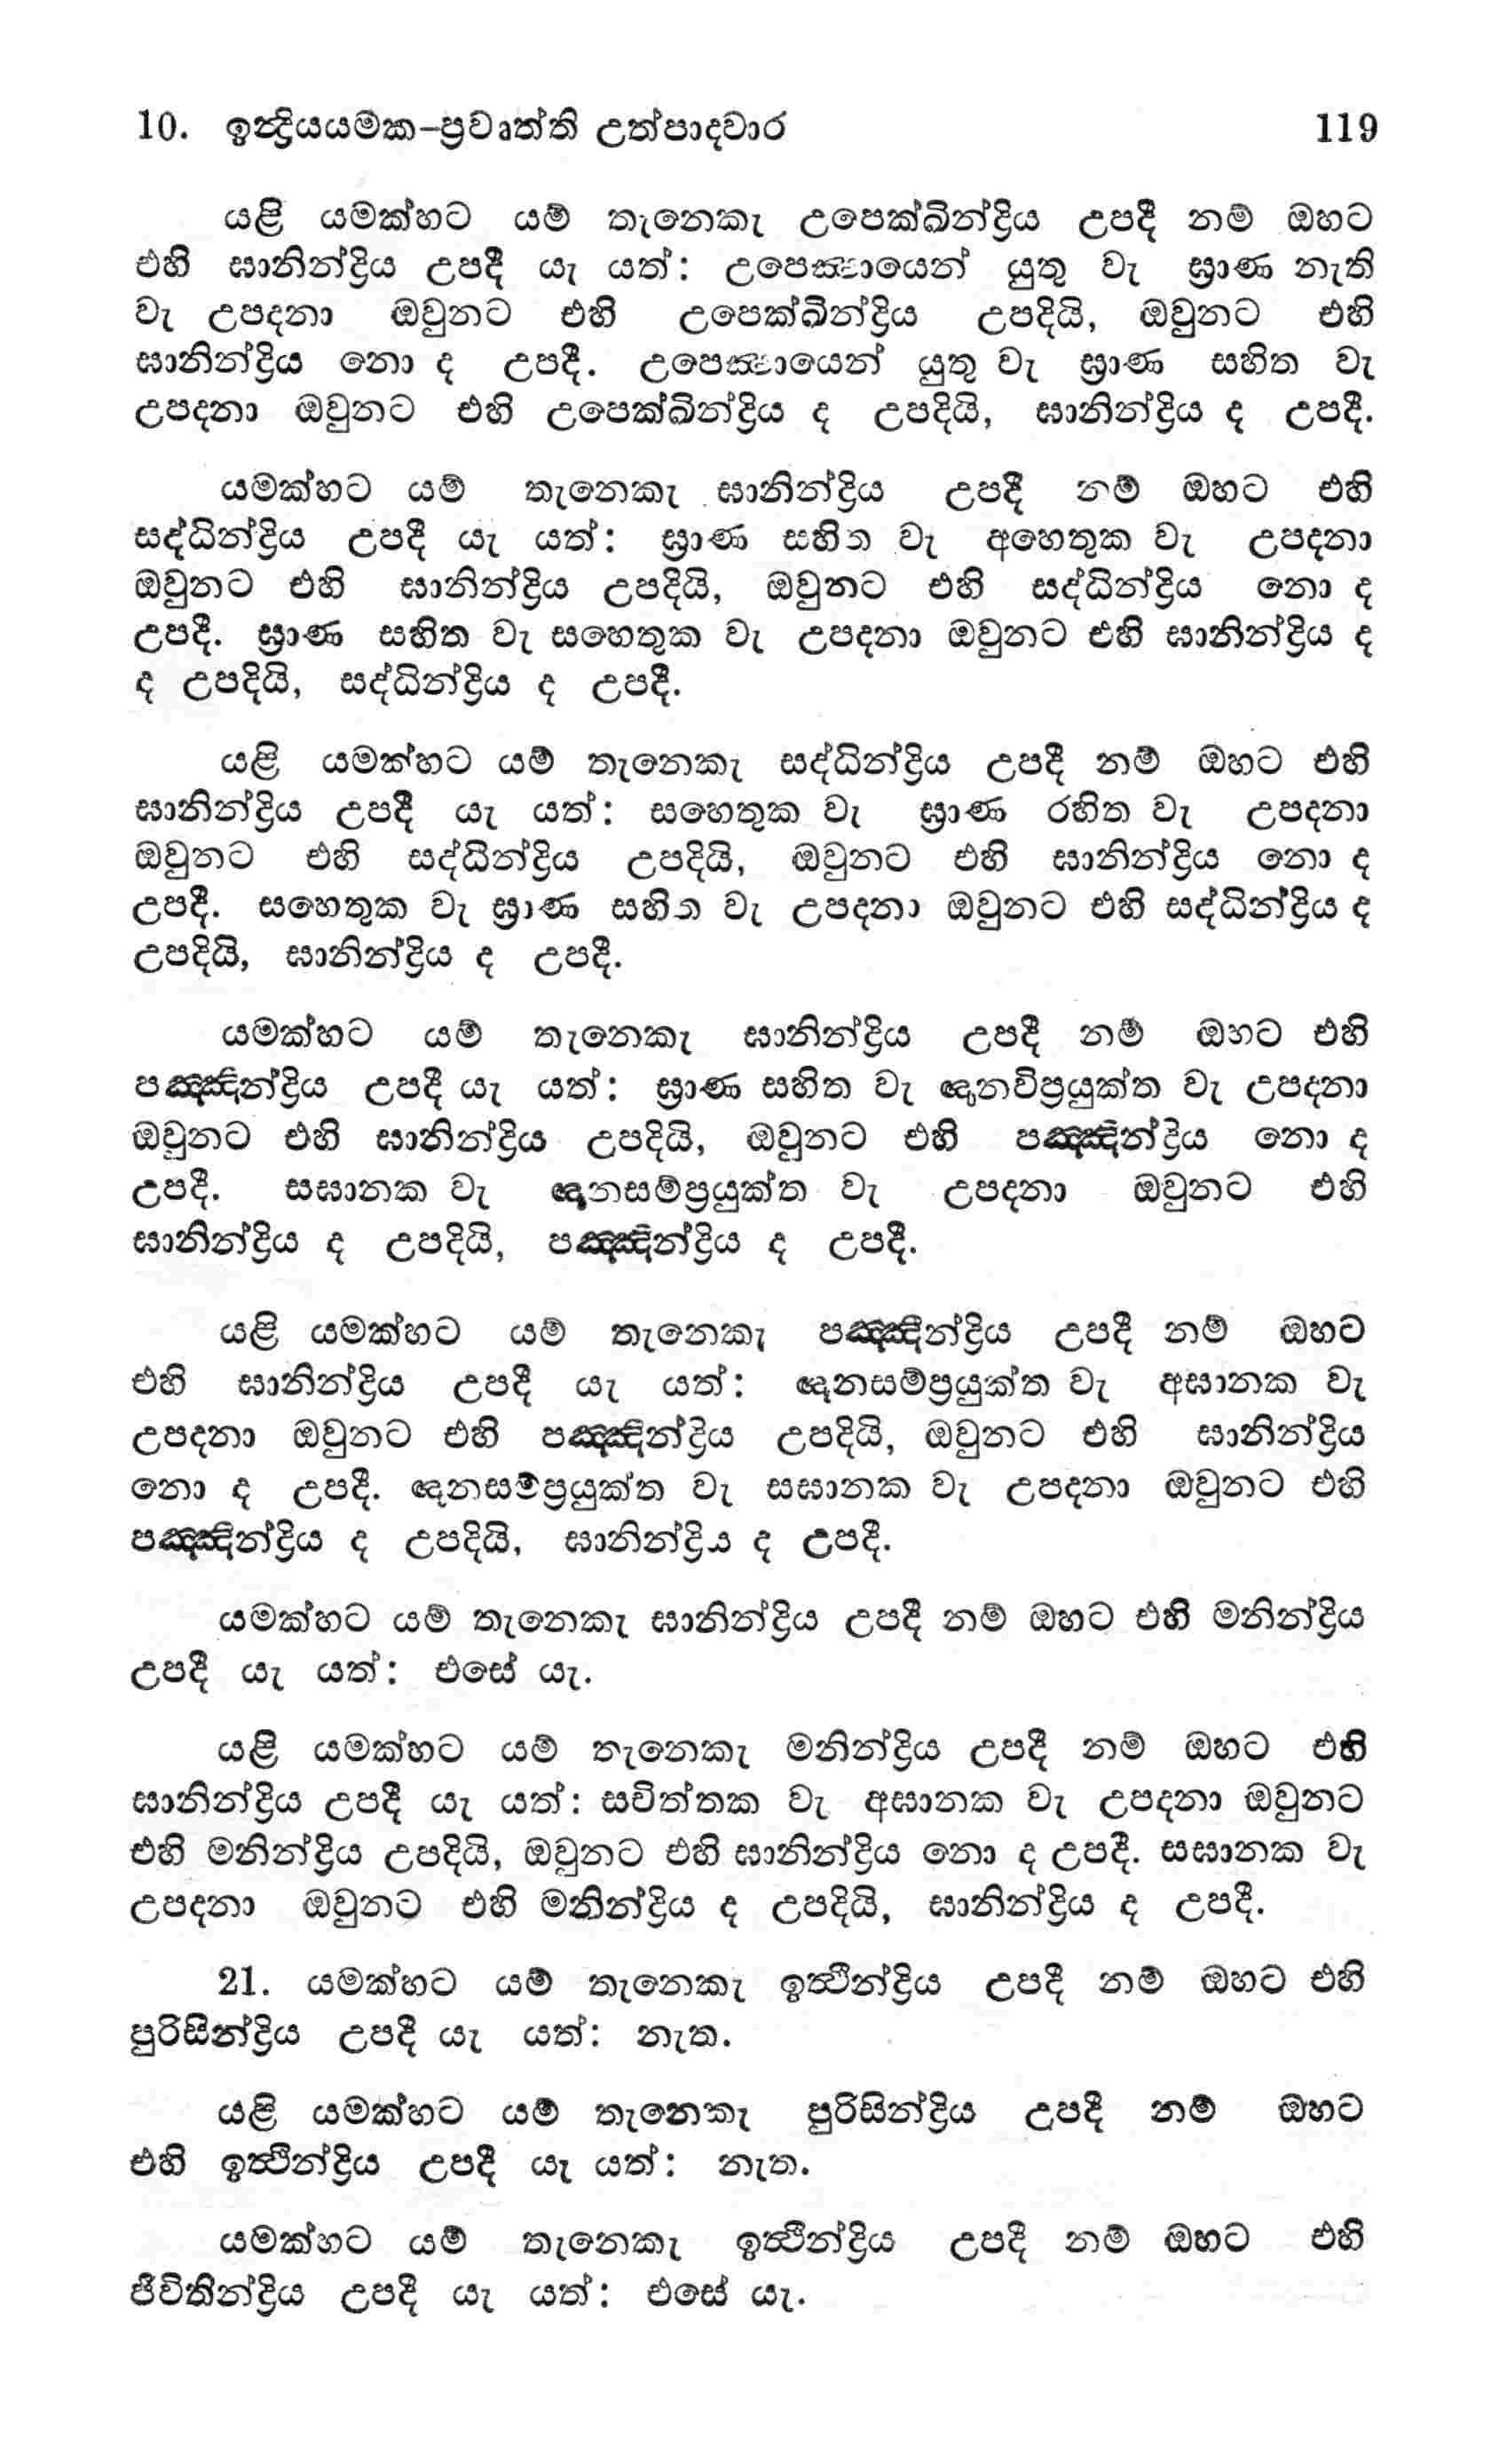 10. ඉන්ද්‍රියයමක-ප්‍රවෘත්ති උත්පාදවාර 119
යළි යමක්හට යම් තැනෙකැ උපෙක්ඛින්ද්‍රිය උපදී නම් ඔහට
එහි ඝානින්ද්‍රිය උපදී යැ යත්: උපෙක්‍ෂායෙන් යුතු වැ ඝ්‍රාණ නැති
වැ උපදනා ඔවුනට එහි උපෙක්ඛින්ද්‍රිය උපදියි, ඔවුනට එහි
ඝානින්ද්‍රිය නො ද උපදී. උපෙක්‍ෂායෙන් යුතු වැ ඝ්‍රාණ සහිත වැ
උපදනා ඔවුනට එහි උපෙක්ඛින්ද්‍රිය ද උපදියි, ඝානින්ද්‍රිය ද උපදී.
යමක්හට යම් තැනෙකැ ඝානින්ද්‍රිය උපදී නම් ඔහට එහි
සද්ධින්ද්‍රිය උපදී යැ යත්: ඝ්‍රාණ සහිත වැ අහෙතුක වැ උපදනා
ඔවුනට එහි ඝානින්ද්‍රිය උපදියි, ඔවුනට එහි සද්ධින්ද්‍රිය නො ද
උපදී. ඝ්‍රාණ සහිත වැ සහෙතුක වැ උපදනා ඔවුනට එහි ඝානින්ද්‍රිය ද
ද උපදියි, සද්ධින්ද්‍රිය ද උපදී.
යළි යමක්හට යම් තැනෙකැ සද්ධින්ද්‍රිය උපදී නම් ඔහට එහි
ඝානින්ද්‍රිය උපදී යැ යත්: සහෙතුක වැ ඝ්‍රාණ රහිත වැ උපදනා
ඔවුනට එහි සද්ධින්ද්‍රිය උපදියි, ඔවුනට එහි ඝානින්ද්‍රිය නො ද
උපදී. සහෙතුක වැ ඝ්‍රාණ සහිත වැ උපදනා ඔවුනට එහි සද්ධින්ද්‍රිය ද
උපදියි, ඝානින්ද්‍රිය ද උපදී.
යමක්හට යම් තැනෙකැ ඝානින්ද්‍රිය උපදී නම් ඔහට එහි
පඤ්ඤින්ද්‍රිය උපදී යැ යත්: ඝ්‍රාණ සහිත වැ ඥානවිප්‍රයුක්ත වැ උපදනා
ඔවුනට එහි ඝානින්ද්‍රිය උපදියි, ඔවුනට එහි පඤ්ඤින්ද්‍රිය නො ද
උපදී. සඝානක වැ ඥානසම්ප්‍රයුක්ත වැ උපදනා ඔවුනට එහි
ඝානින්ද්‍රිය ද උපදියි, පඤ්ඤින්ද්‍රිය ද උපදී.
යළි යමක්හට යම් තැනෙකැ පඤ්ඤින්ද්‍රිය උපදී නම් ඔහට
එහි ඝානින්ද්‍රිය උපදී යැ යත්: ඥානසම්ප්‍රයුක්ත වැ අඝානක වැ
උපදනා ඔවුනට එහි පඤ්ඤින්ද්‍රිය උපදියි, ඔවුනට එහි ඝානින්ද්‍රිය
නො ද උපදී. ඥානසම්ප්‍රයුක්ත වැ සඝානක වැ උපදනා ඔවුනට එහි
පඤ්ඤින්ද්‍රිය ද උපදියි, ඝානින්ද්‍රිය ද උපදී.
යමක්හට යම් තැනෙකැ ඝානින්ද්‍රිය උපදී නම් ඔහට එහි මනින්ද්‍රිය
උපදී යැ යත්: එසේ යැ.
යළි යමක්හට යම් තැනෙකැ මනින්ද්‍රිය උපදී නම් ඔහට එහි
ඝානින්ද්‍රිය උපදී යැ යත්: සචිත්තක වැ අඝානක වැ උපදනා ඔවුනට
එහි මනින්ද්‍රිය උපදියි, ඔවුනට එහි ඝානින්ද්‍රිය නො ද උපදී. සඝානක වැ
උපදනා ඔවුනට එහි මනින්ද්‍රිය ද උපදියි, ඝානින්ද්‍රිය ද උපදී.
21. යමක්හට යම් තැනෙකැ ඉත්‍ථින්ද්‍රිය උපදී නම් ඔහට එහි
පුරිසින්ද්‍රිය උපදී යැ යත්: නැත.
යළි යමක්හට යම් තැනෙකැ පුරිසින්ද්‍රිය උපදී නම් ඔහට
එහි ඉත්‍ථින්ද්‍රිය උපදී යෑ යත්: නැත.
යමක්හට යම් තැනෙකැ ඉත්‍ථින්ද්‍රිය උපදී නම් ඔහට එහි
ජීවිතින්ද්‍රිය උපදී යැ යත්: එසේ යැ.